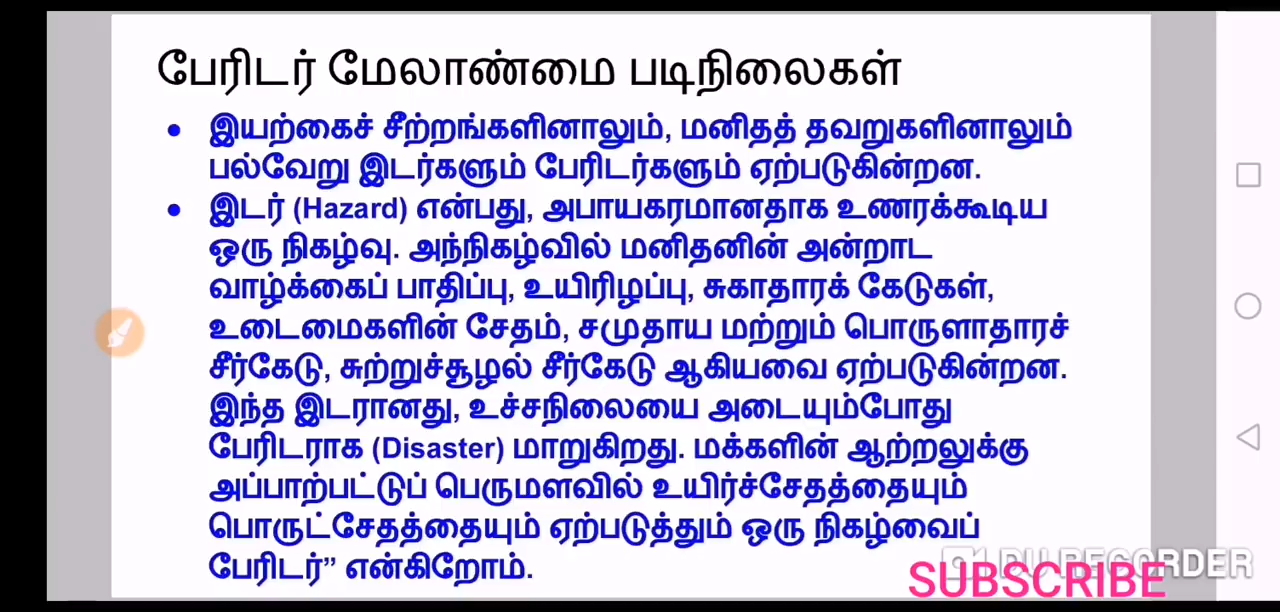 பேரிடர் மேலாண்மை படிநிலைகள்
• இயற்கைச் சீற்றங்களினாலும், மனிதத் தவறுகளினாலும்
பல்வேறு இடர்களும் பேரிடர்களும் ஏற்படுகின்றன.
• இடர் (Hazard) என்பது, அபாயகரமானதாக உணரக்கூடிய
ஒரு நிகழ்வு. அந்நிகழ்வில் மனிதனின் அன்றாட
வாழ்க்கைப் பாதிப்பு, உயிரிழப்பு, சுகாதாரக் கேடுகள்,
உடைமைகளின் சேதம், சமுதாய மற்றும் பொருளாதாரச்
சீர்கேடு, சுற்றுச்சூழல் சீர்கேடு ஆகியவை ஏற்படுகின்றன.
இந்த இடரானது, உச்சநிலையை அடையும்போது
பேரிடராக (Disaster) மாறுகிறது. மக்களின் ஆற்றலுக்கு
அப்பாற்பட்டுப் பெருமளவில் உயிர்ச்சேதத்தையும்
பொருட்சேதத்தையும் ஏற்படுத்தும் ஒரு நிகழ்வைப்
பேரிடர்” என்கிறோம்.
DU RECORDER
SUBSCRIBE